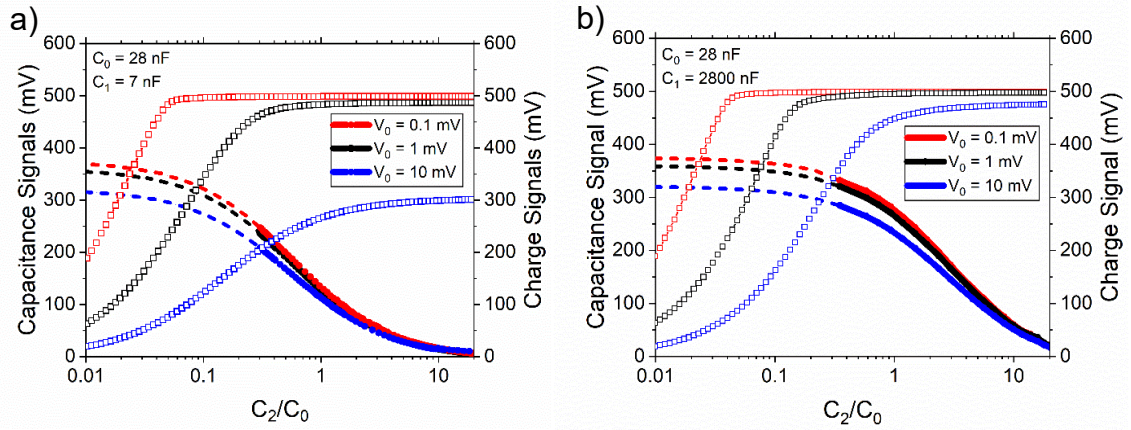 a)
C₀ = 28 nF
C₁ = 7 nF
V₀ = 0.1 mV
V₀ = 1 mV
V₀ = 10 mV
Capacitance Signals (mV)
0
100
200
300
400
500
600
Charge Signals (mV)
0
100
200
300
400
500
600
0.01
0.1
1
10
C₂/C₀
b)
C₀ = 28 nF
C₁ = 2800 nF
V₀ = 0.1 mV
V₀ = 1 mV
V₀ = 10 mV
Capacitance Signal (mV)
0
100
200
300
400
500
600
Charge Signal (mV)
0
100
200
300
400
500
600
0.01
0.1
1
10
C₂/C₀